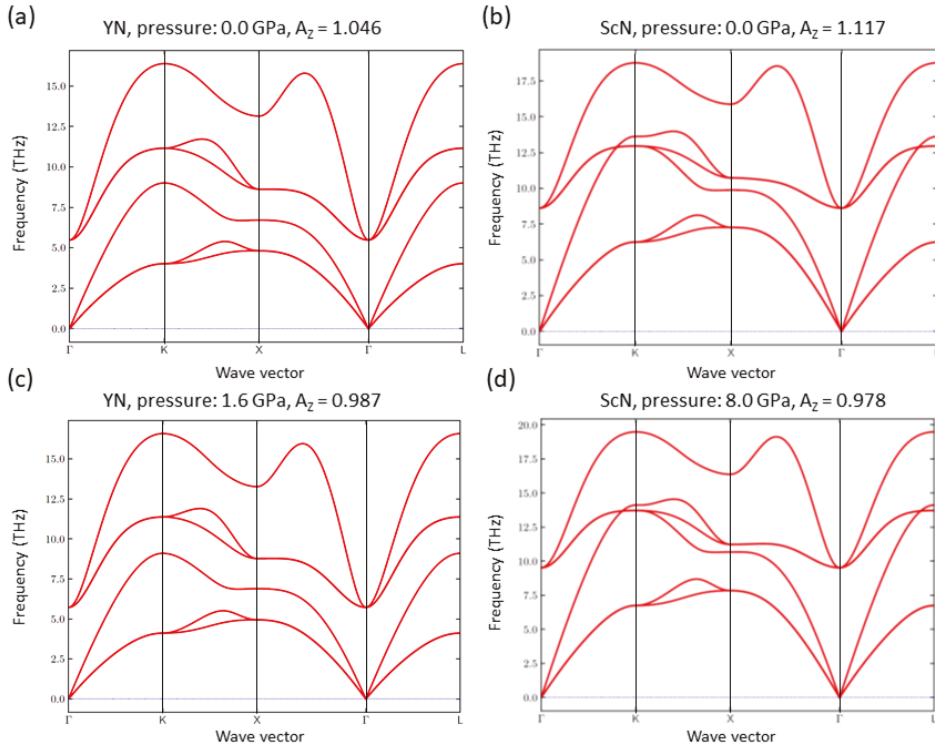 (a)
YN, pressure: 0.0 GPa, A_z = 1.046
Frequency (THz)
15.0
12.5
10.0
7.5
5.0
2.5
0.0
Γ K X Γ L
Wave vector
(b)
ScN, pressure: 0.0 GPa, A_z = 1.117
Frequency (THz)
17.5
15.0
12.5
10.0
7.5
5.0
2.5
0.0
Γ K X Γ L
Wave vector
(c)
YN, pressure: 1.6 GPa, A_z = 0.987
Frequency (THz)
15.0
12.5
10.0
7.5
5.0
2.5
0.0
Γ K X Γ L
Wave vector
(d)
ScN, pressure: 8.0 GPa, A_z = 0.978
Frequency (THz)
20.0
17.5
15.0
12.5
10.0
7.5
5.0
2.5
0.0
Γ K X Γ L
Wave vector